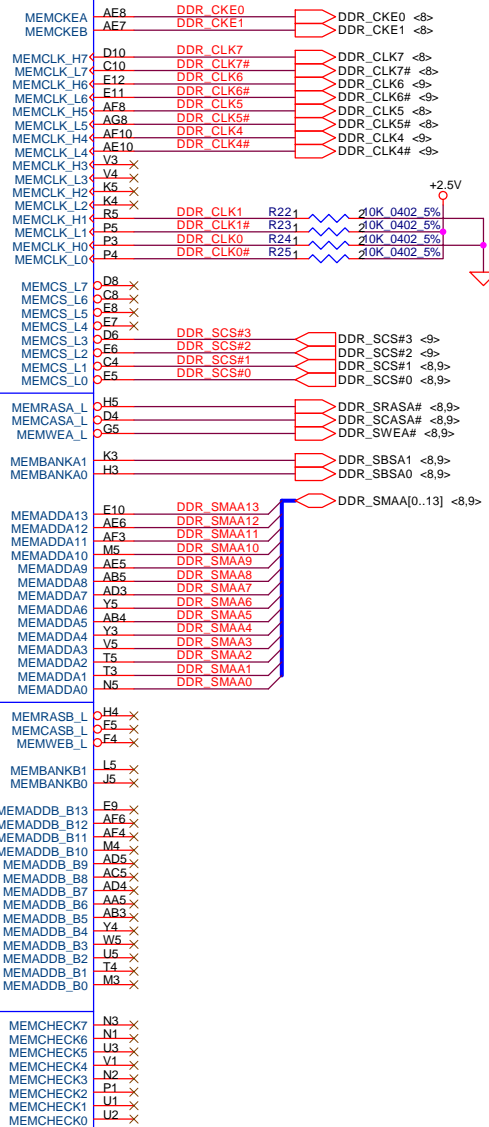 MEMCKEA AE8 DDR_CKE0 DDR_CKE0 <8>
MEMCKEB AE7 DDR_CKE1 DDR_CKE1 <8>
MEMCLK_H7 D10 DDR_CLK7 DDR_CLK7 <8>
MEMCLK_L7 C10 DDR_CLK7# DDR_CLK7# <8>
MEMCLK_H6 E12 DDR_CLK6 DDR_CLK6 <9>
MEMCLK_L6 E11 DDR_CLK6# DDR_CLK6# <9>
MEMCLK_H5 AF8 DDR_CLK5 DDR_CLK5 <8>
MEMCLK_L5 AG8 DDR_CLK5# DDR_CLK5# <8>
MEMCLK_H4 AF10 DDR_CLK4 DDR_CLK4 <9>
MEMCLK_L4 AE10 DDR_CLK4# DDR_CLK4# <9>
MEMCLK_H3 V3
MEMCLK_L3 V4
MEMCLK_H2 K5
MEMCLK_L2 K4
+2.5V
MEMCLK_H1 R5 DDR_CLK1 R22 1 2 10K_0402_5%
MEMCLK_L1 P5 DDR_CLK1# R23 1 2 10K_0402_5%
MEMCLK_H0 P3 DDR_CLK0 R24 1 2 10K_0402_5%
MEMCLK_L0 P4 DDR_CLK0# R25 1 2 10K_0402_5%
MEMCS_L7 D8
MEMCS_L6 C8
MEMCS_L5 E8
MEMCS_L4 E7
MEMCS_L3 D6 DDR_SCS#3 DDR_SCS#3 <9>
MEMCS_L2 E6 DDR_SCS#2 DDR_SCS#2 <9>
MEMCS_L1 C4 DDR_SCS#1 DDR_SCS#1 <8,9>
MEMCS_L0 E5 DDR_SCS#0 DDR_SCS#0 <8,9>
MEMRASA_L H5 DDR_SRASA# <8,9>
MEMCASA_L D4 DDR_SCASA# <8,9>
MEMWEA_L G5 DDR_SWEA# <8,9>
MEMBANKA1 K3 DDR_SBSA1 <8,9>
MEMBANKA0 H3 DDR_SBSA0 <8,9>
DDR_SMAA[0..13] <8,9>
MEMADDA13 E10 DDR_SMAA13
MEMADDA12 AE6 DDR_SMAA12
MEMADDA11 AF3 DDR_SMAA11
MEMADDA10 M5 DDR_SMAA10
MEMADDA9 AE5 DDR_SMAA9
MEMADDA8 AB5 DDR_SMAA8
MEMADDA7 AD3 DDR_SMAA7
MEMADDA6 Y5 DDR_SMAA6
MEMADDA5 AB4 DDR_SMAA5
MEMADDA4 Y3 DDR_SMAA4
MEMADDA3 V5 DDR_SMAA3
MEMADDA2 T5 DDR_SMAA2
MEMADDA1 T3 DDR_SMAA1
MEMADDA0 N5 DDR_SMAA0
MEMRASB_L H4
MEMCASB_L F5
MEMWEB_L F4
MEMBANKB1 L5
MEMBANKB0 J5
MEMADDB_B13 E9
MEMADDB_B12 AF6
MEMADDB_B11 AF4
MEMADDB_B10 M4
MEMADDB_B9 AD5
MEMADDB_B8 AC5
MEMADDB_B7 AD4
MEMADDB_B6 AA5
MEMADDB_B5 AB3
MEMADDB_B4 Y4
MEMADDB_B3 W5
MEMADDB_B2 U5
MEMADDB_B1 T4
MEMADDB_B0 M3
MEMCHECK7 N3
MEMCHECK6 N1
MEMCHECK5 U3
MEMCHECK4 V1
MEMCHECK3 N2
MEMCHECK2 P1
MEMCHECK1 U1
MEMCHECK0 U2